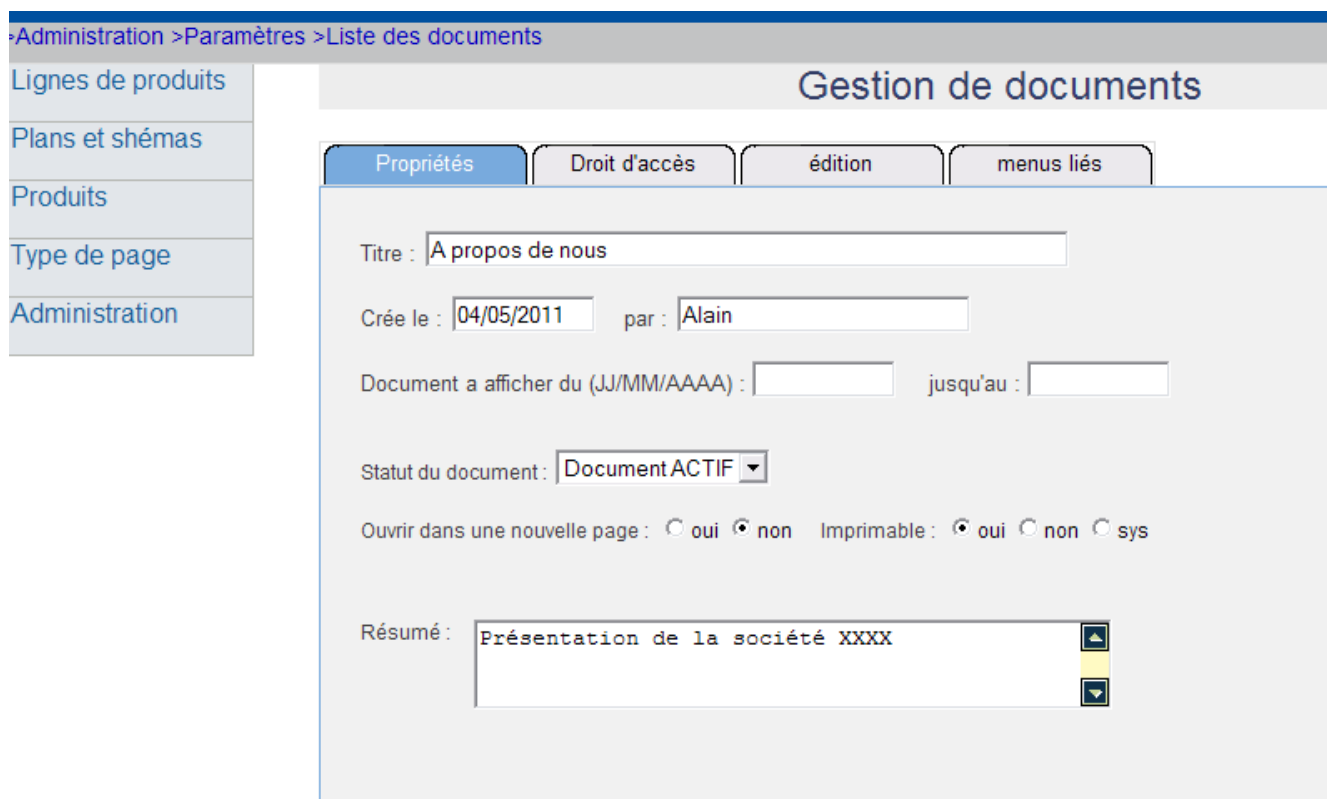 >Administration >Paramètres >Liste des documents
Lignes de produits
Plans et shémas
Produits
Type de page
Administration
Gestion de documents
Propriétés Droit d'accès édition menus liés
Titre : A propos de nous
Crée le : 04/05/2011 par : Alain
Document a afficher du (JJ/MM/AAAA) : jusqu'au :
Statut du document : Document ACTIF
Ouvrir dans une nouvelle page : oui non Imprimable : oui non sys
Résumé : Présentation de la société XXXX